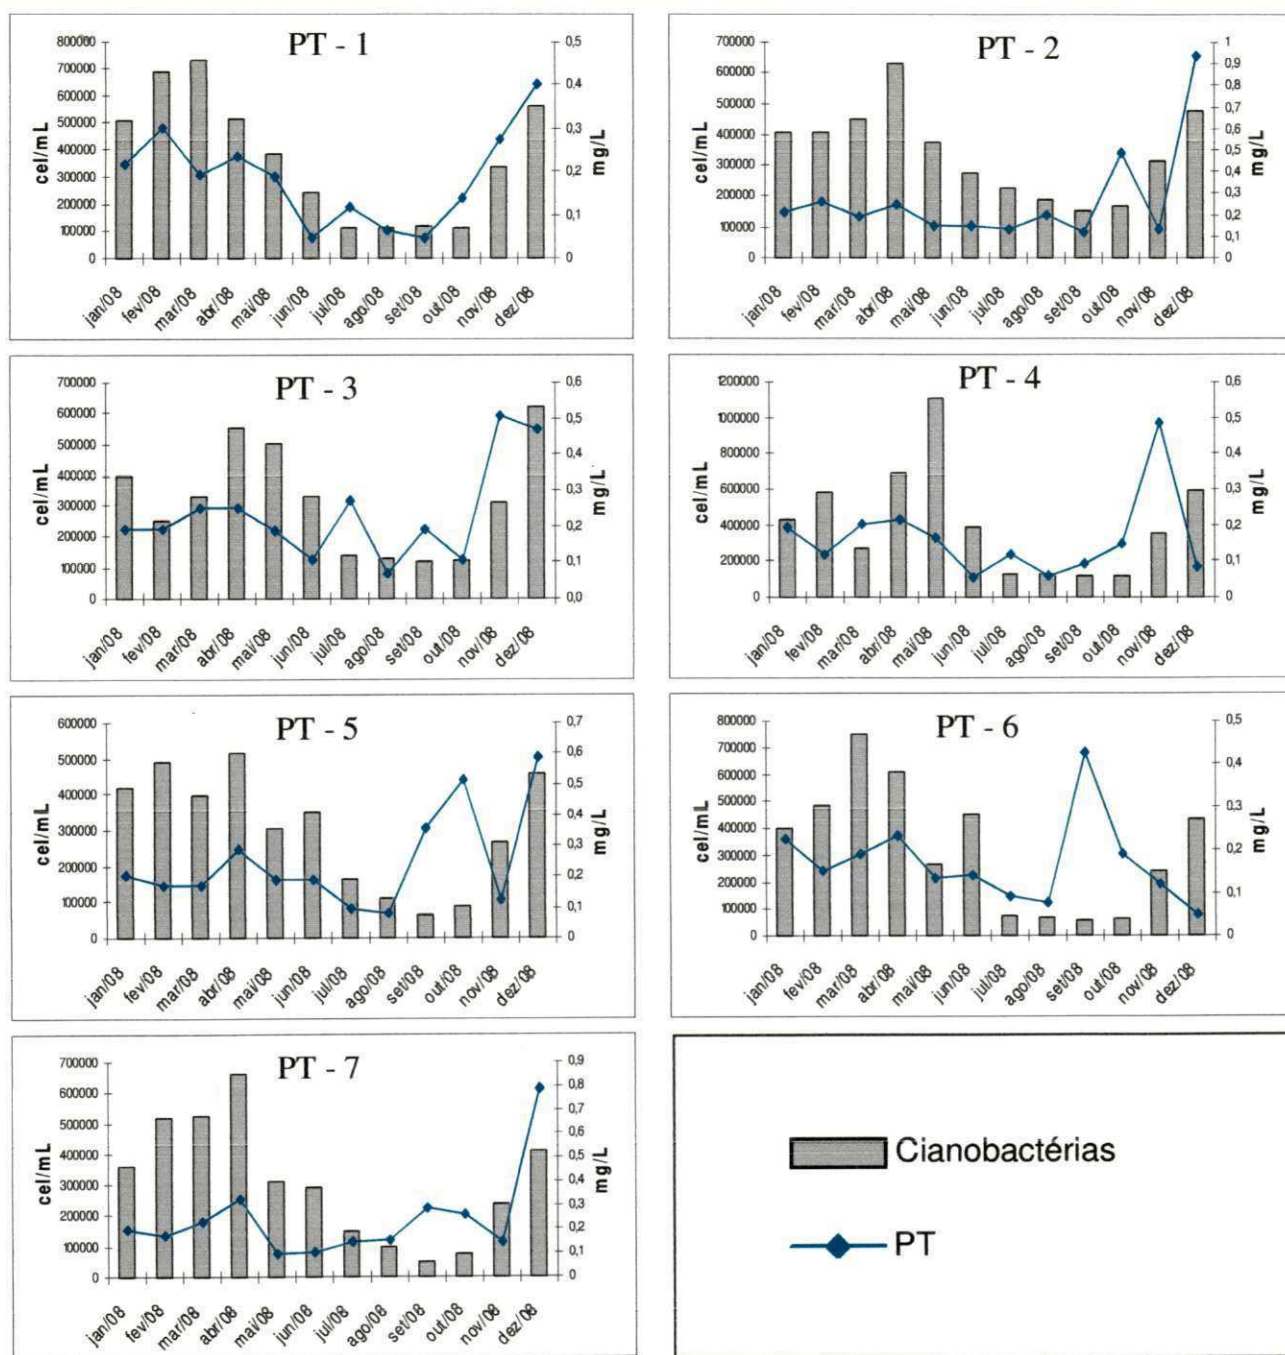 PT - 1
cel/mL
800000
700000
600000
500000
400000
300000
200000
100000
0
0,5
0,4
0,3
0,2
0,1
0
mg/L
jan/08
fev/08
mar/08
abr/08
mai/08
jun/08
jul/08
ago/08
set/08
out/08
nov/08
dez/08
PT - 2
cel/mL
700000
600000
500000
400000
300000
200000
100000
0
1
0,9
0,8
0,7
0,6
0,5
0,4
0,3
0,2
0,1
0
mg/L
jan/08
fev/08
mar/08
abr/08
mai/08
jun/08
jul/08
ago/08
set/08
out/08
nov/08
dez/08
PT - 3
cel/mL
700000
600000
500000
400000
300000
200000
100000
0
0,6
0,5
0,4
0,3
0,2
0,1
0,0
mg/L
jan/08
fev/08
mar/08
abr/08
mai/08
jun/08
jul/08
ago/08
set/08
out/08
nov/08
dez/08
PT - 4
cel/mL
1200000
1000000
800000
600000
400000
200000
0
0,6
0,5
0,4
0,3
0,2
0,1
0
mg/L
jan/08
fev/08
mar/08
abr/08
mai/08
jun/08
jul/08
ago/08
set/08
out/08
nov/08
dez/08
PT - 5
cel/mL
600000
500000
400000
300000
200000
100000
0
0,7
0,6
0,5
0,4
0,3
0,2
0,1
0
mg/L
jan/08
fev/08
mar/08
abr/08
mai/08
jun/08
jul/08
ago/08
set/08
out/08
nov/08
dez/08
PT - 6
cel/mL
800000
700000
600000
500000
400000
300000
200000
100000
0
0,5
0,4
0,3
0,2
0,1
0
mg/L
jan/08
fev/08
mar/08
abr/08
mai/08
jun/08
jul/08
ago/08
set/08
out/08
nov/08
dez/08
PT - 7
cel/mL
700000
600000
500000
400000
300000
200000
100000
0
0,9
0,8
0,7
0,6
0,5
0,4
0,3
0,2
0,1
0
mg/L
jan/08
fev/08
mar/08
abr/08
mai/08
jun/08
jul/08
ago/08
set/08
out/08
nov/08
dez/08
Cianobactérias
PT